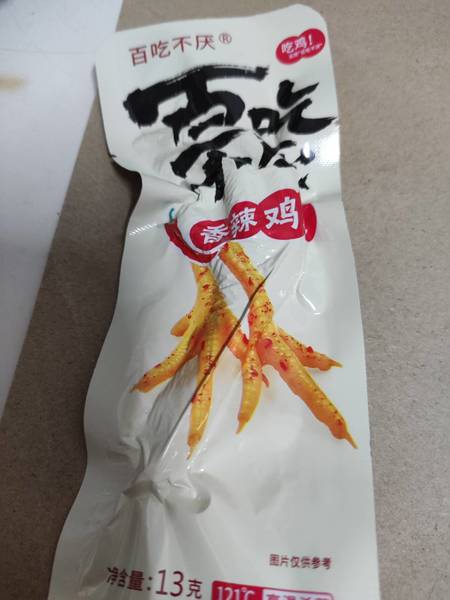 百吃不厌®
吃鸡！
百吃
香辣鸡
图片仅供参考
净含量：13克
121℃